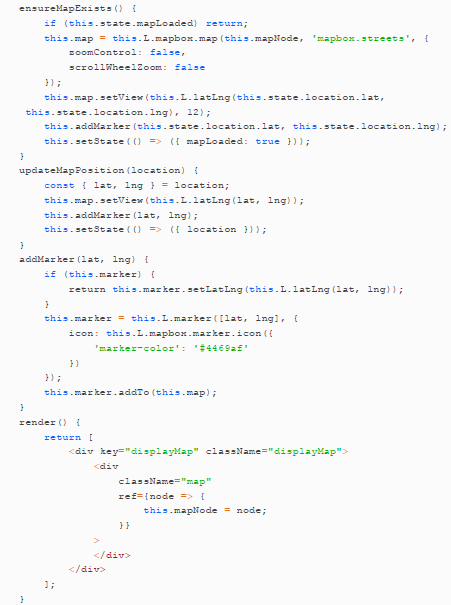 ensureMapExists() {
if (this.state.mapLoaded) return;
this.map = this.L.mapbox.map(this.mapNode, 'mapbox.streets', {
zoomControl: false,
scrollWheelZoom: false
});
this.map.setView(this.L.latLng(this.state.location.lat,
this.state.location.lng), 12);
this.addMarker(this.state.location.lat, this.state.location.lng);
this.setState(() => ({ mapLoaded: true }));
}
updateMapPosition(location) {
const { lat, lng } = location;
this.map.setView(this.L.latLng(lat, lng));
this.addMarker(lat, lng);
this.setState(() => ({ location }));
}
addMarker(lat, lng) {
if (this.marker) {
return this.marker.setLatLng(this.L.latLng(lat, lng));
}
this.marker = this.L.marker([lat, lng], {
icon: this.L.mapbox.marker.icon({
'marker-color': '#4469af'
})
});
this.marker.addTo(this.map);
}
render() {
return [
<div key="displayMap" className="displayMap">
<div
className="map"
ref={node => {
this.mapNode = node;
}}
>
</div>
</div>
];
}